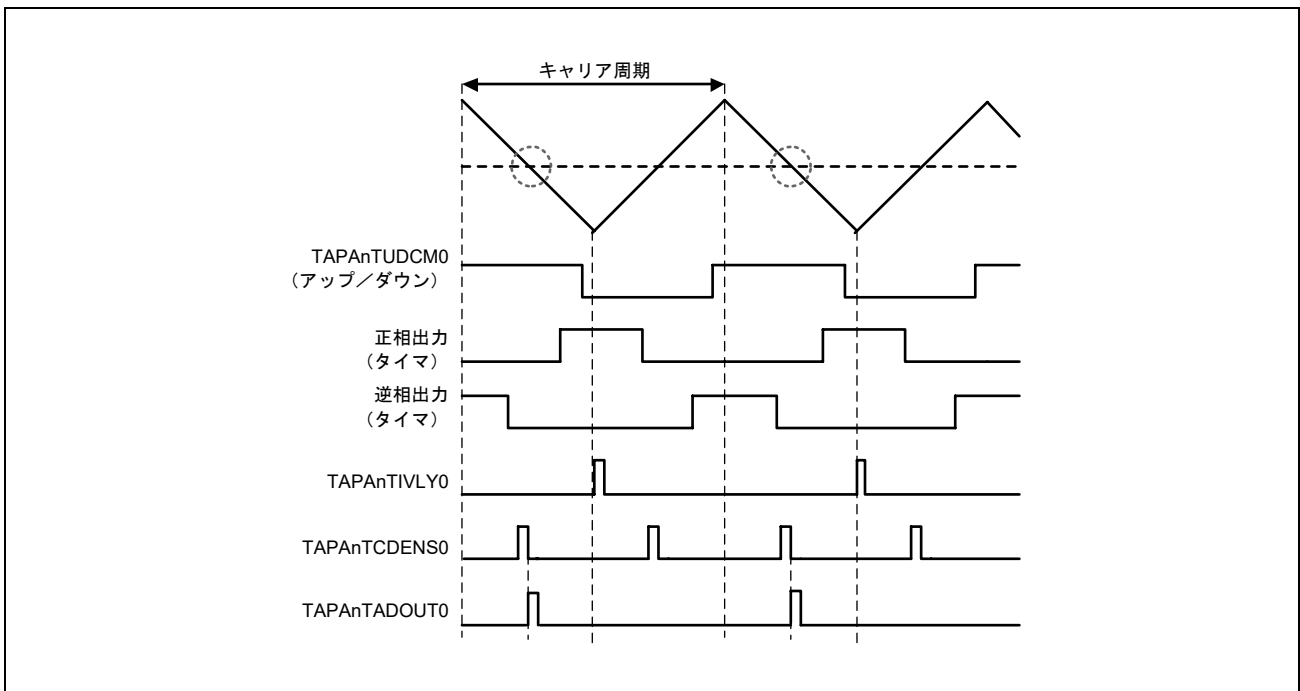 キャリア周期
TAPAnTUDCM0
（アップ／ダウン）
正相出力
（タイマ）
逆相出力
（タイマ）
TAPAnTIVLY0
TAPAnTCDENS0
TAPAnTADOUT0